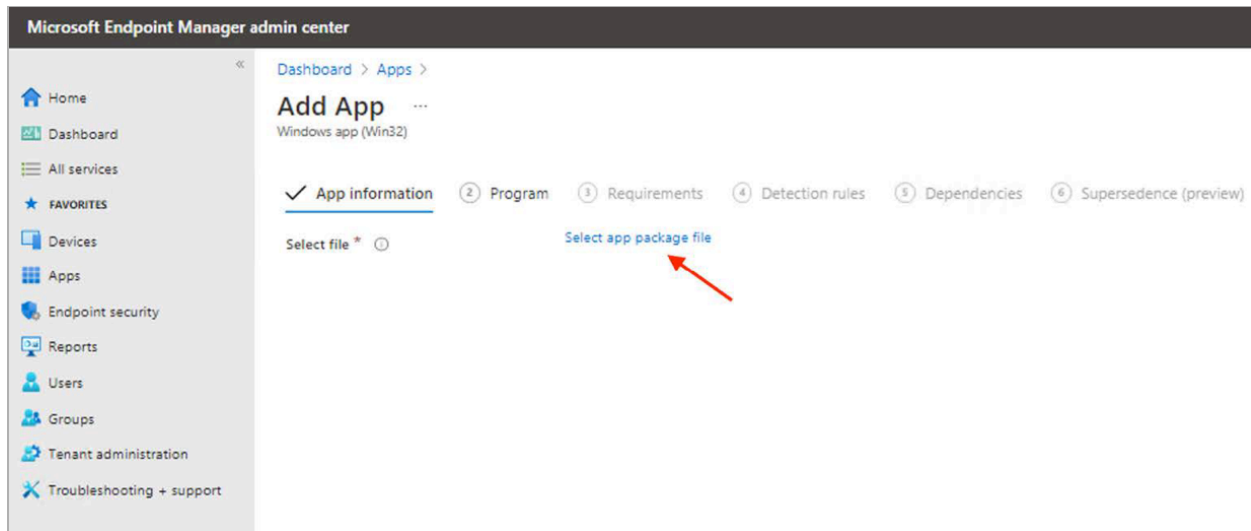 Microsoft Endpoint Manager admin center
«
Dashboard > Apps >
Home
Add App ...
Windows app (Win32)
Dashboard
All services
App information 2 Program 3 Requirements 4 Detection rules 5 Dependencies 6 Supersedence (preview)
FAVORITES
Select file * Select app package file
Devices
Apps
Endpoint security
Reports
Users
Groups
Tenant administration
Troubleshooting + support